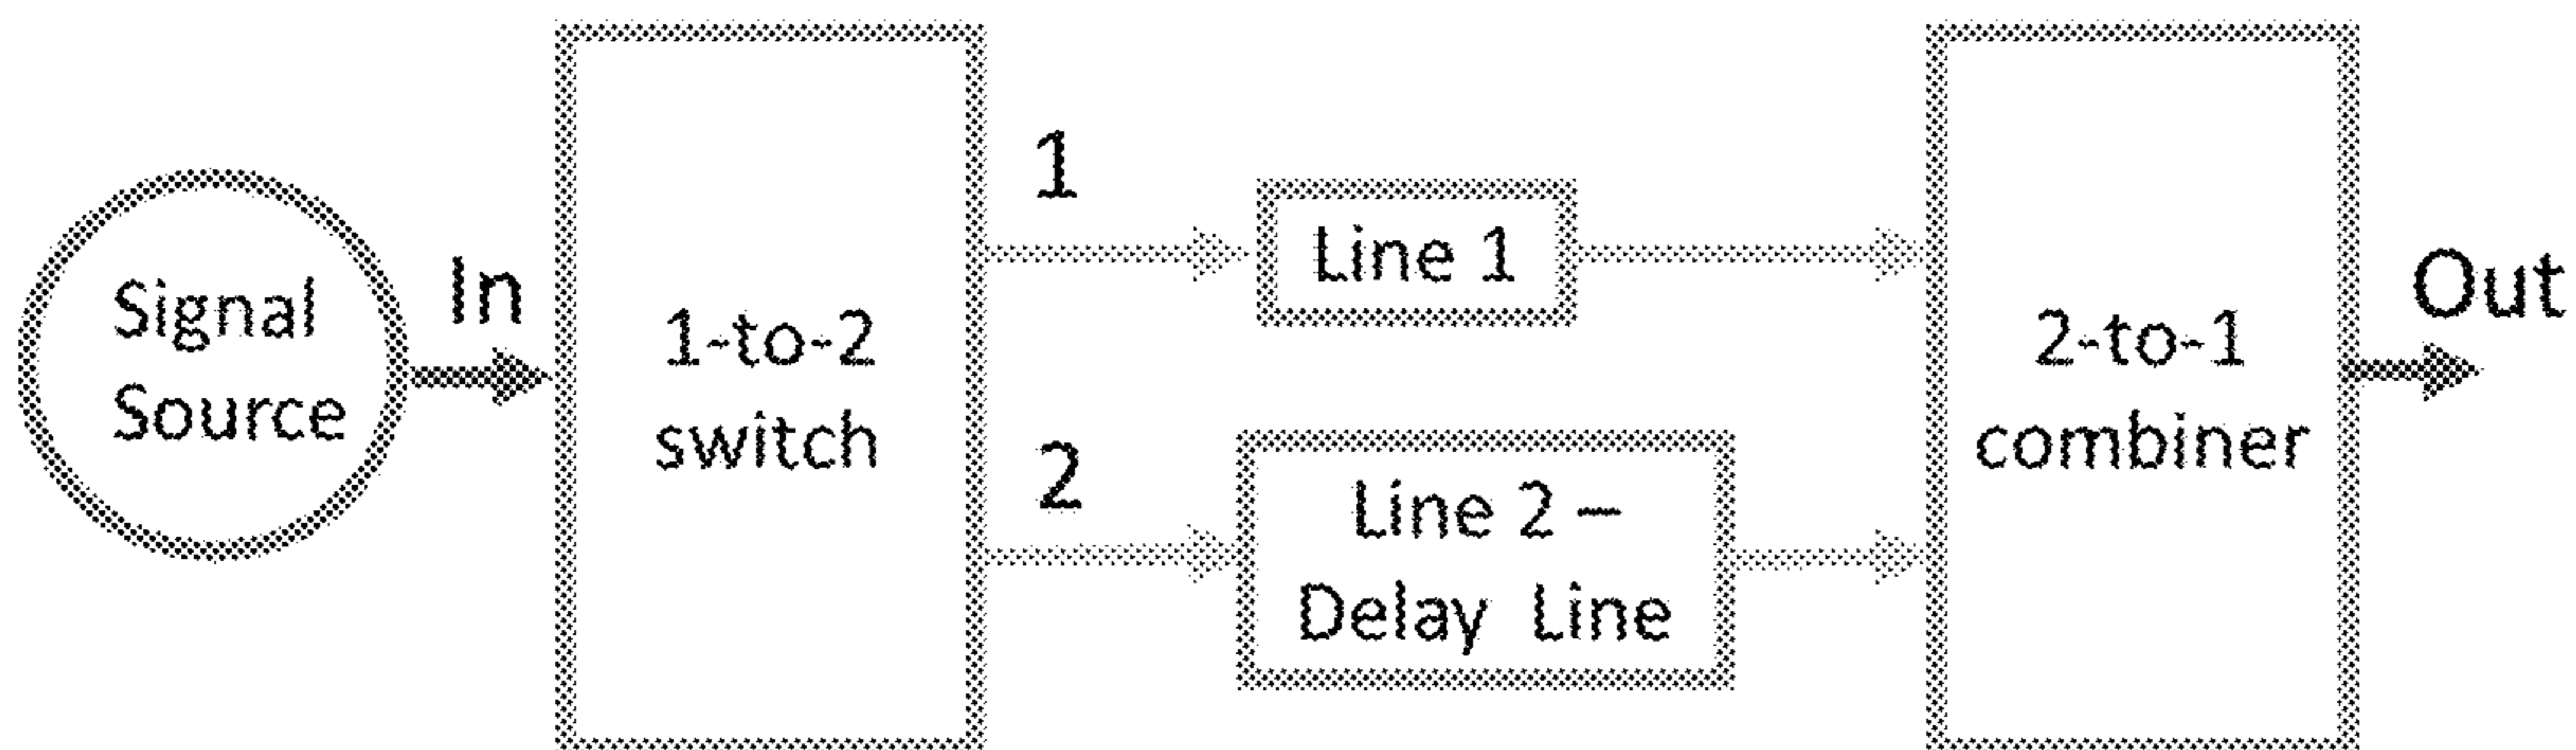 Signal
Source
In
1-to-2
switch
1
Line 1
2
Line 2 –
Delay Line
2-to-1
combiner
Out